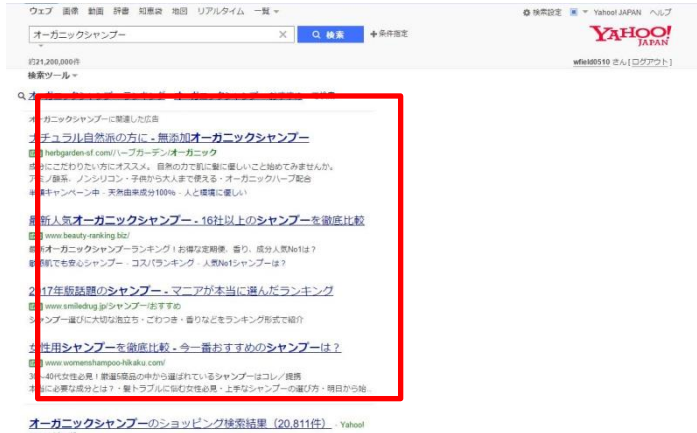 ウェブ 画像 動画 辞書 知恵袋 地図 リアルタイム 一覧
検索設定 Yahoo! JAPAN ヘルプ
オーガニックシャンプー × 検索 +条件指定
YAHOO! JAPAN
約21,200,000件
wfield0510 さん [ログアウト]
検索ツール
オーガニックシャンプーに関連した広告
ナチュラル自然派の方に - 無添加オーガニックシャンプー
herbgarden-sf.com/ハーブガーデン/オーガニック
成分にこだわりたい方にオススメ。自然の力で肌に髪に優しいこと始めてみませんか。
アミノ酸系、ノンシリコン・子供から大人まで使える・オーガニックハーブ配合
半額キャンペーン中 - 天然由来成分100% - 人と環境に優しい
最新人気オーガニックシャンプー - 16社以上のシャンプーを徹底比較
www.beauty-ranking.biz/
最新オーガニックシャンプーランキング!お得な定期便、香り、成分人気No1は?
敏感肌でも安心シャンプー - コスパランキング - 人気No1シャンプーは?
2017年版話題のシャンプー - マニアが本当に選んだランキング
www.smiledrug.jp/シャンプー/おすすめ
シャンプー選びに大切な泡立ち・ごわつき・香りなどをランキング形式で紹介
女性用シャンプーを徹底比較 - 今一番おすすめのシャンプーは?
www.womenshampoo-hikaku.com/
30~40代女性必見!厳選5商品の中から選ばれているシャンプーはコレ/提携
本当に必要な成分とは?・髪トラブルに悩む女性必見・上手なシャンプーの選び方・明日から始...
オーガニックシャンプーのショッピング検索結果 (20,811件) - Yahoo!